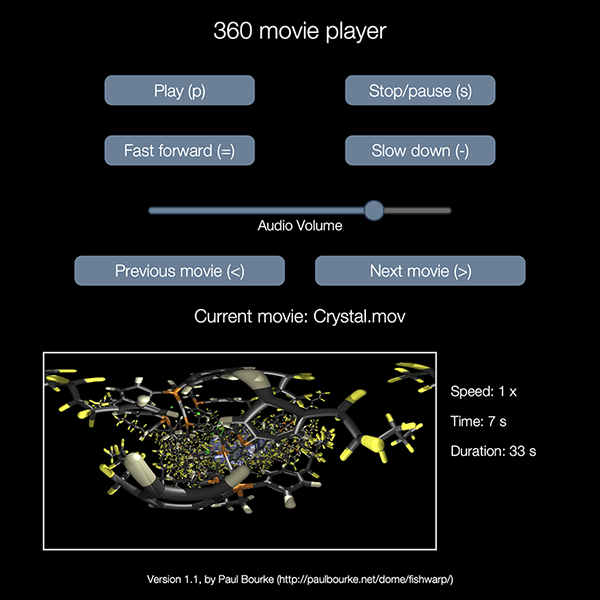 360 movie player
Play (p)
Stop/pause (s)
Fast forward (=)
Slow down (-)
Audio Volume
Previous movie (<)
Next movie (>)
Current movie: Crystal.mov
Speed: 1 x
Time: 7 s
Duration: 33 s
Version 1.1, by Paul Bourke (http://paulbourke.net/dome/fishwarp/)